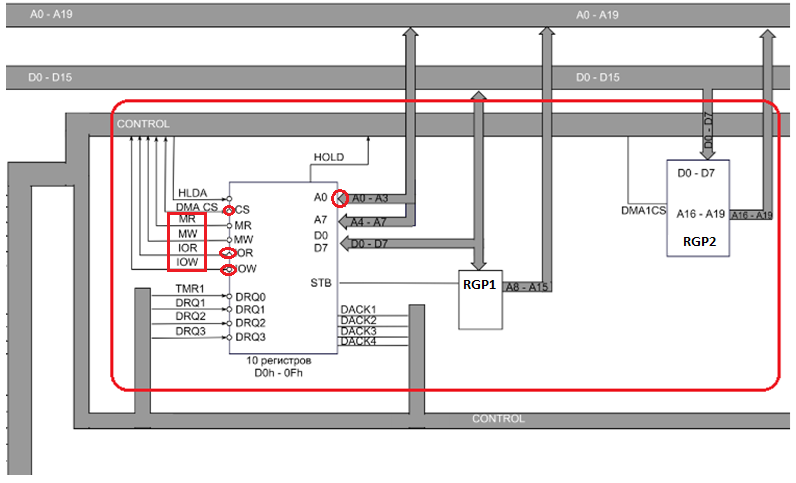 A0 - A19
A0 - A19
D0 - D15
D0 - D15
CONTROL
D0 - D7
HOLD
HLDA
DMA CS
CS
MR
MR
MW
MW
IOR
IOR
IOW
IOW
A0
A0 - A3
A7
A4 - A7
D0
D7
D0 - D7
STB
RGP1
A8 - A15
D0 - D7
DMA1CS
A16 - A19
A16 - A19
RGP2
TMR1
DRQ0
DRQ1
DRQ1
DRQ2
DRQ2
DRQ3
DRQ3
DACK1
DACK2
DACK3
DACK4
10 регистров
D0h - 0Fh
CONTROL